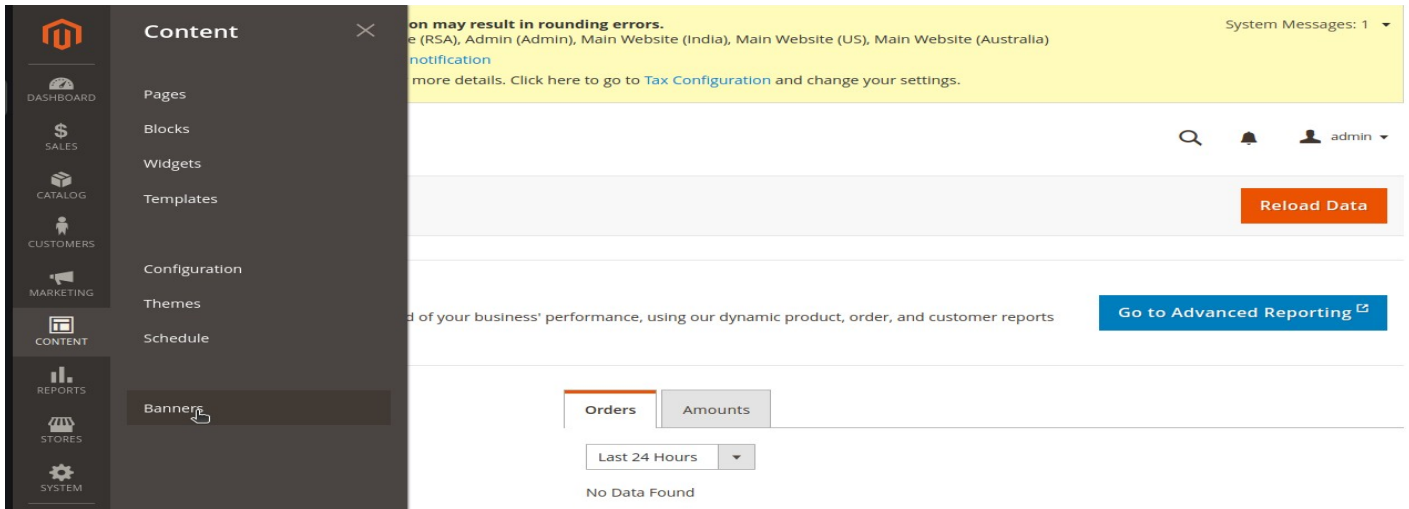 Content
DASHBOARD
SALES
CATALOG
CUSTOMERS
MARKETING
CONTENT
REPORTS
STORES
SYSTEM
Pages
Blocks
Widgets
Templates
Configuration
Themes
Schedule
Banners
on may result in rounding errors.
e (RSA), Admin (Admin), Main Website (India), Main Website (US), Main Website (Australia)
notification
more details. Click here to go to Tax Configuration and change your settings.
System Messages: 1
admin
Reload Data
d of your business' performance, using our dynamic product, order, and customer reports
Go to Advanced Reporting
Orders
Amounts
Last 24 Hours
No Data Found